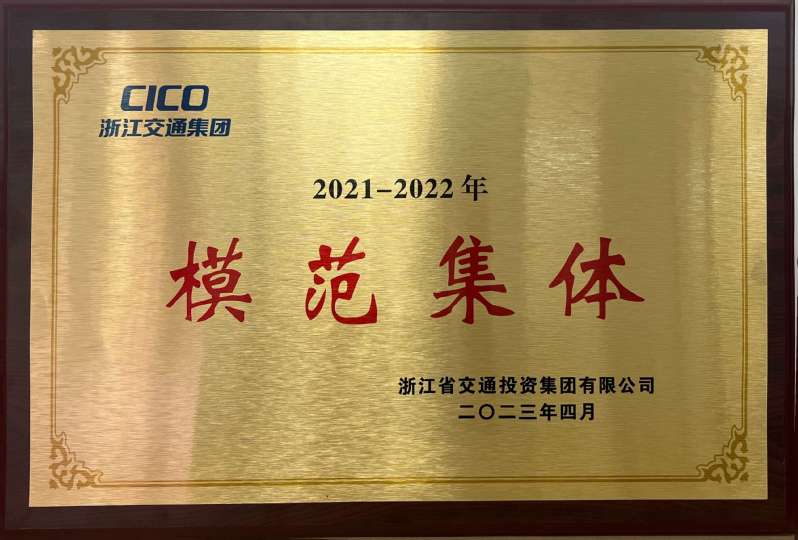 CICO
浙江交通集团
2021-2022年
模范集体
浙江省交通投资集团有限公司
二〇二三年四月